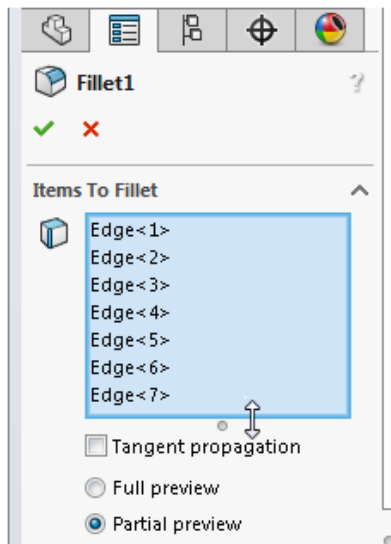 Fillet1
?
Items To Fillet
Edge<1>
Edge<2>
Edge<3>
Edge<4>
Edge<5>
Edge<6>
Edge<7>
Tangent propagation
Full preview
Partial preview